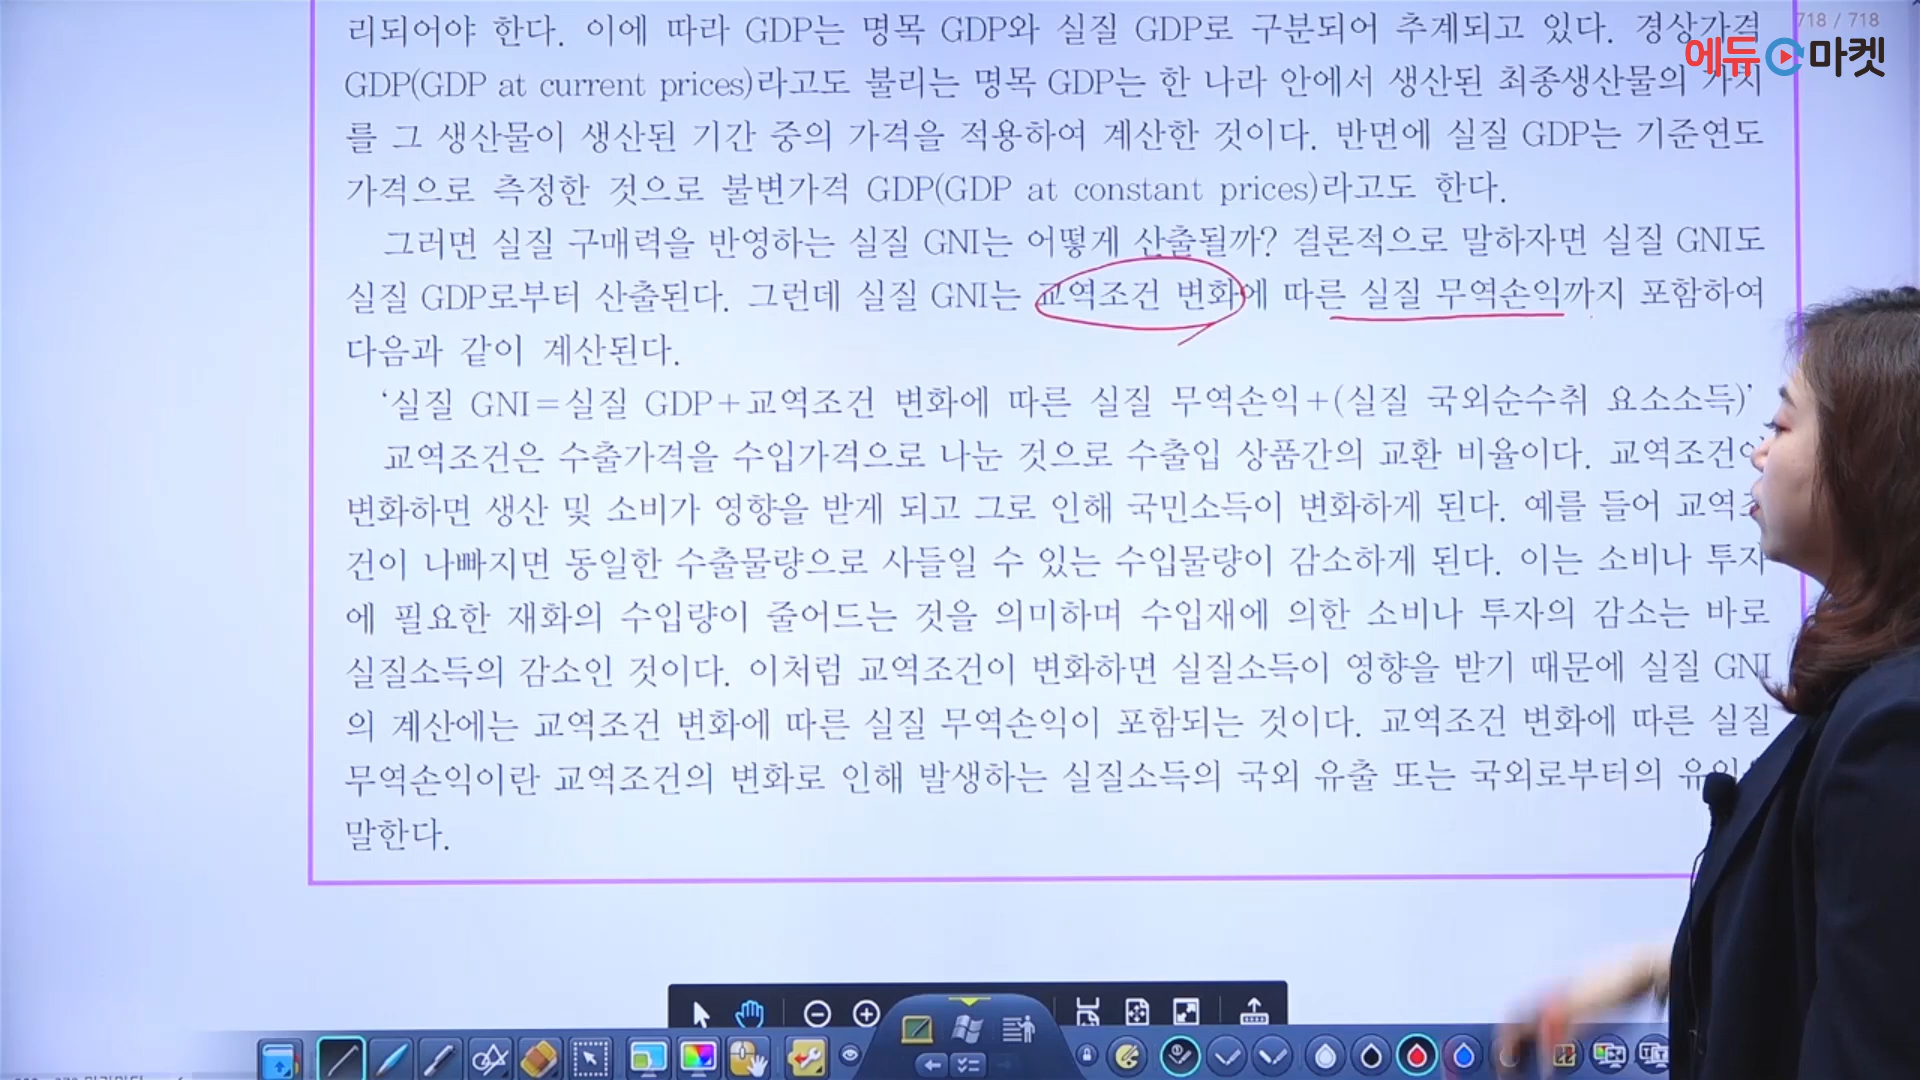 718 / 718
에듀마켓
리되어야 한다. 이에 따라 GDP는 명목 GDP와 실질 GDP로 구분되어 추계되고 있다. 경상가격
GDP(GDP at current prices)라고도 불리는 명목 GDP는 한 나라 안에서 생산된 최종생산물의 가치
를 그 생산물이 생산된 기간 중의 가격을 적용하여 계산한 것이다. 반면에 실질 GDP는 기준연도
가격으로 측정한 것으로 불변가격 GDP(GDP at constant prices)라고도 한다.
그러면 실질 구매력을 반영하는 실질 GNI는 어떻게 산출될까? 결론적으로 말하자면 실질 GNI도
실질 GDP로부터 산출된다. 그런데 실질 GNI는 교역조건 변화에 따른 실질 무역손익까지 포함하여
다음과 같이 계산된다.
‘실질 GNI=실질 GDP+교역조건 변화에 따른 실질 무역손익+(실질 국외순수취 요소소득)’
교역조건은 수출가격을 수입가격으로 나눈 것으로 수출입 상품간의 교환 비율이다. 교역조건이
변화하면 생산 및 소비가 영향을 받게 되고 그로 인해 국민소득이 변화하게 된다. 예를 들어 교역조
건이 나빠지면 동일한 수출물량으로 사들일 수 있는 수입물량이 감소하게 된다. 이는 소비나 투자
에 필요한 재화의 수입량이 줄어드는 것을 의미하며 수입재에 의한 소비나 투자의 감소는 바로
실질소득의 감소인 것이다. 이처럼 교역조건이 변화하면 실질소득이 영향을 받기 때문에 실질 GNI
의 계산에는 교역조건 변화에 따른 실질 무역손익이 포함되는 것이다. 교역조건 변화에 따른 실질
무역손익이란 교역조건의 변화로 인해 발생하는 실질소득의 국외 유출 또는 국외로부터의
말한다.